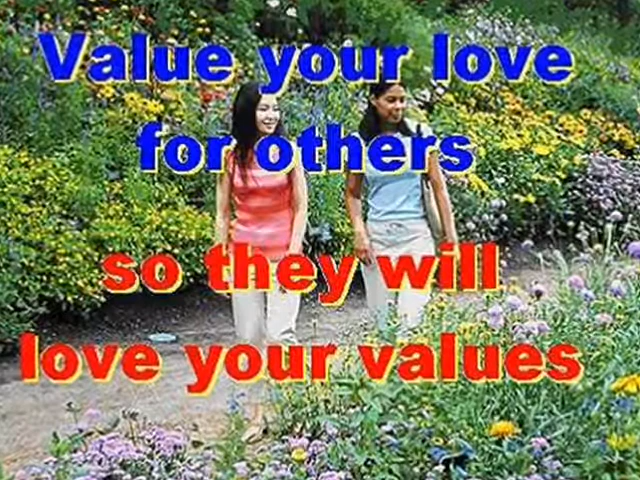 Value your love
for others
so they will
love your values